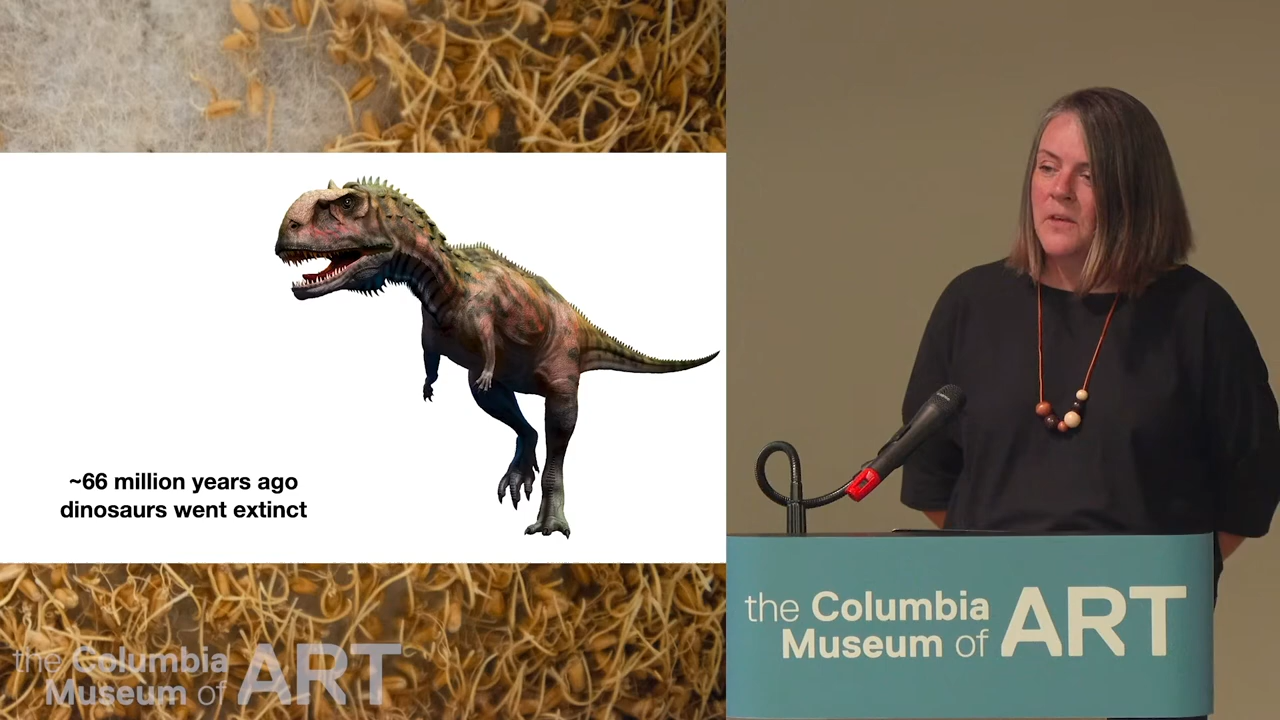 ~66 million years ago
dinosaurs went extinct
the Columbia
Museum of ART
the Columbia
Museum of ART